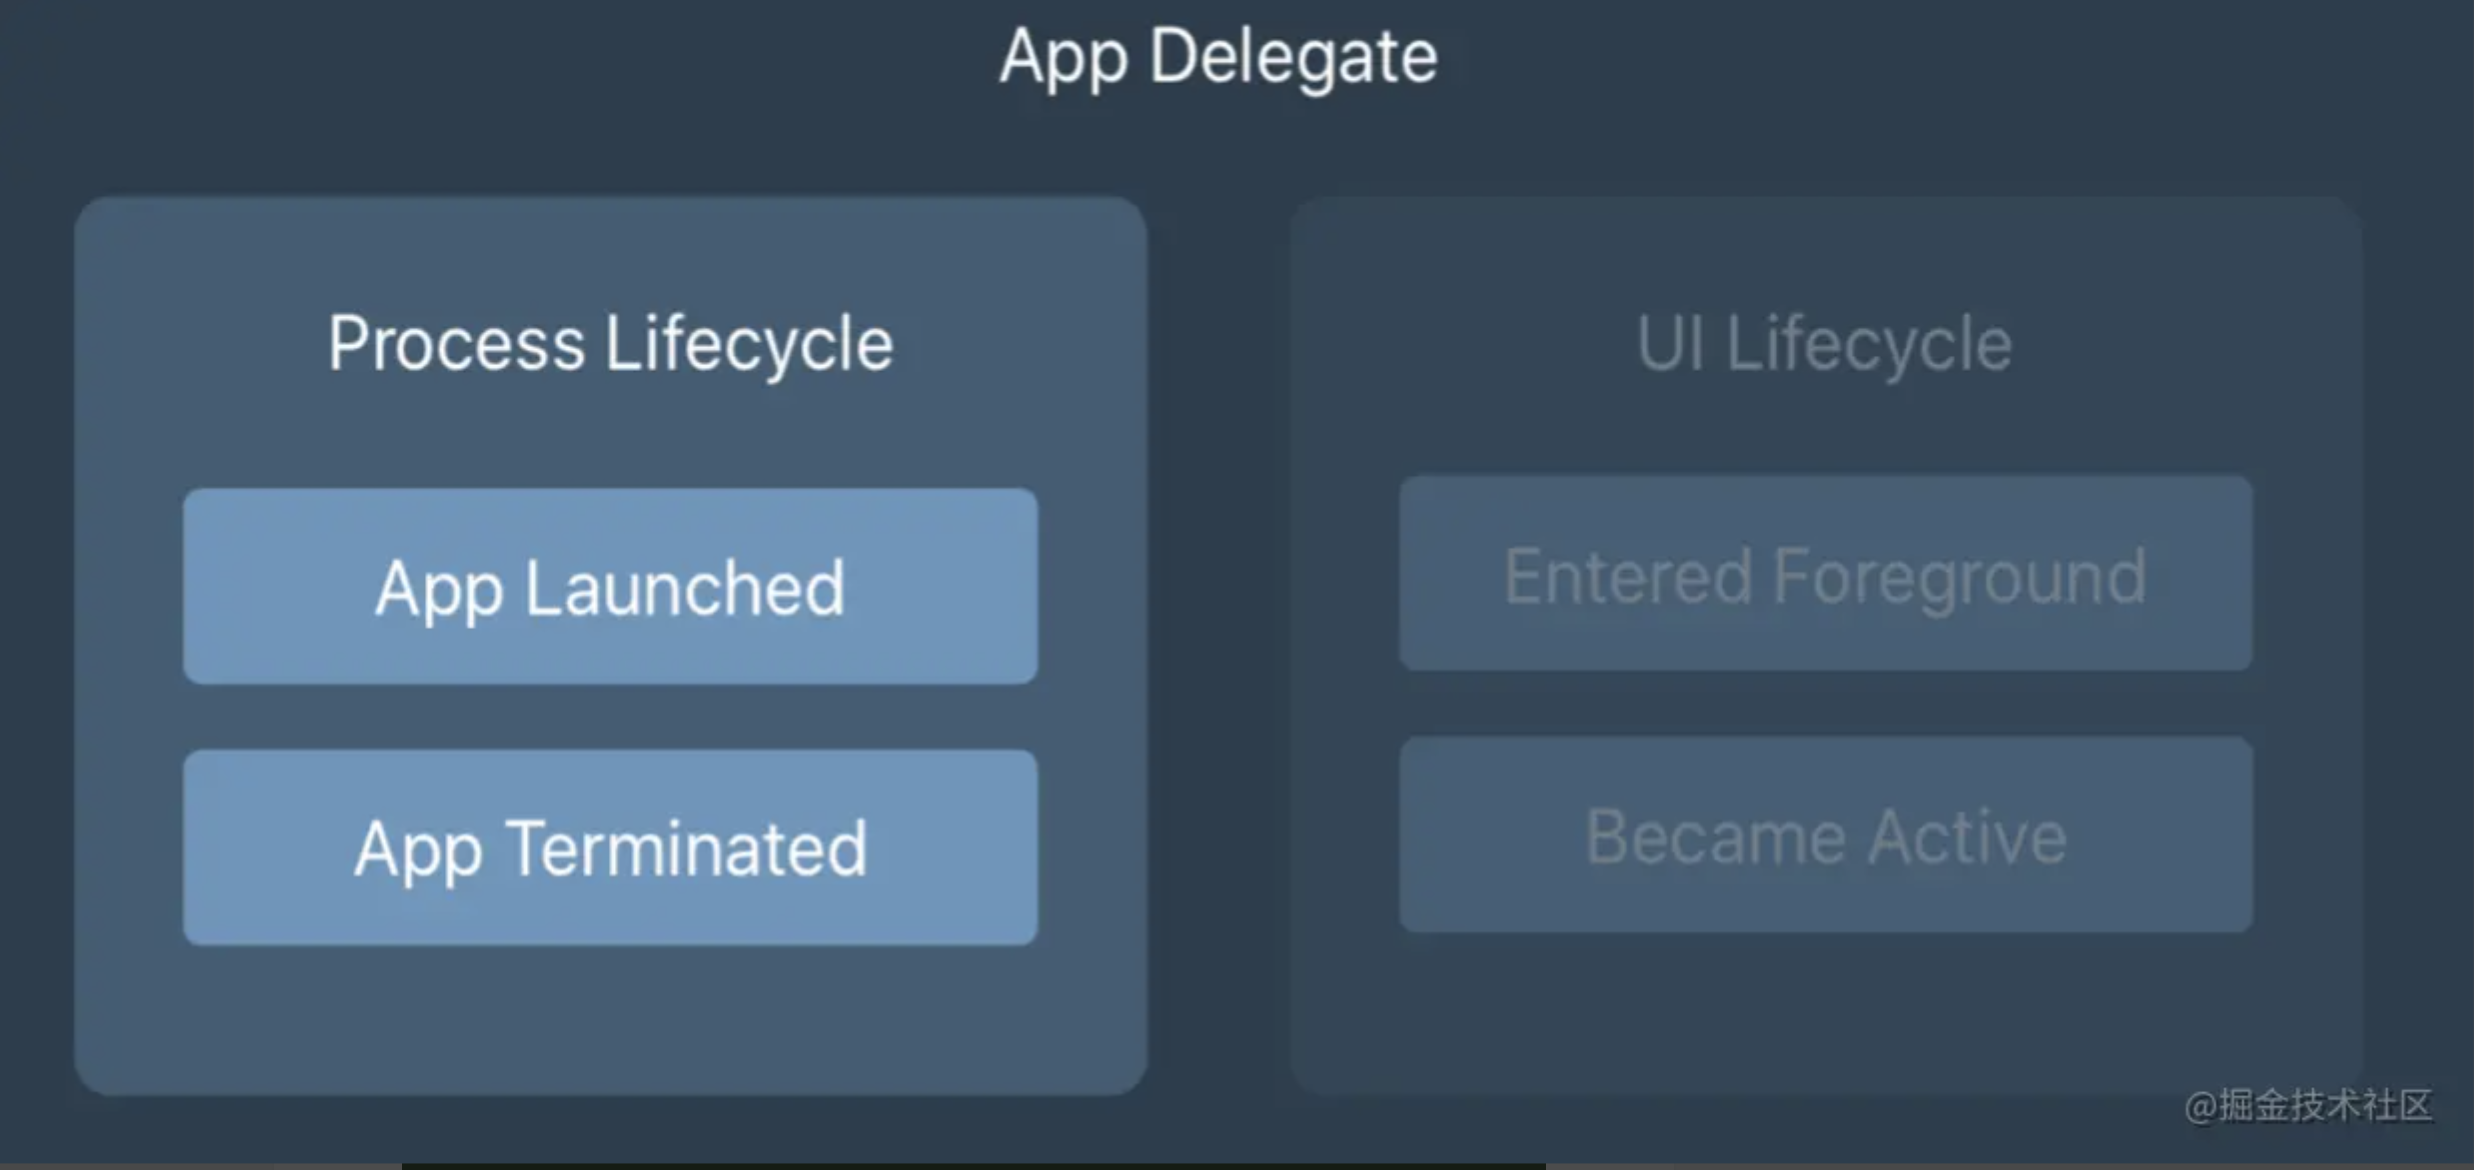 App Delegate
Process Lifecycle
App Launched
App Terminated
UI Lifecycle
Entered Foreground
Became Active
@掘金技术社区